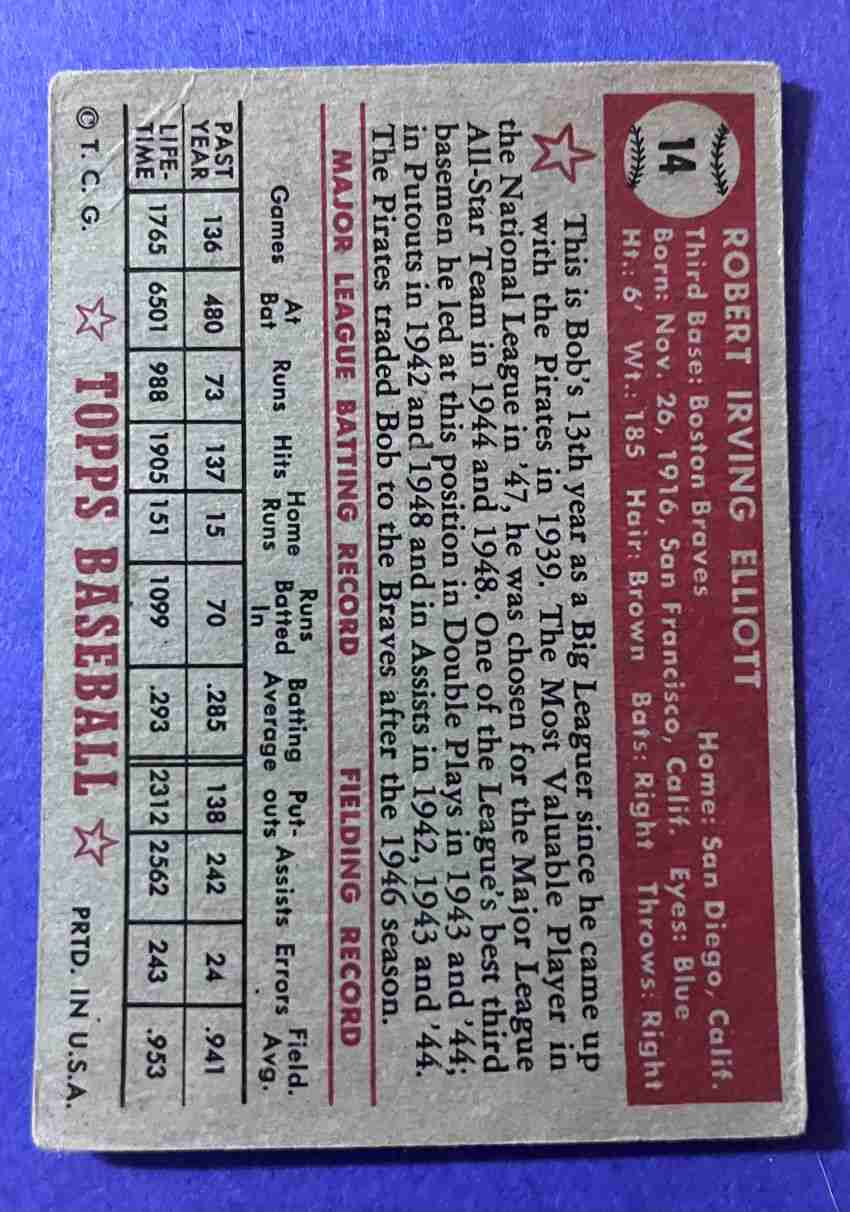 14
ROBERT IRVING ELLIOTT
Third Base: Boston Braves Home: San Diego, Calif.
Born: Nov. 26, 1916, San Francisco, Calif. Eyes: Blue
Ht.: 6′ Wt.: 185 Hair: Brown Bats: Right Throws: Right
This is Bob's 13th year as a Big Leaguer since he came up
with the Pirates in 1939. The Most Valuable Player in
the National League in '47, he was chosen for the Major League
All-Star Team in 1944 and 1948. One of the League's best third
basemen he led at this position in Double Plays in 1943 and '44;
in Putouts in 1942 and 1948 and in Assists in 1942, 1943 and '44.
The Pirates traded Bob to the Braves after the 1946 season.
MAJOR LEAGUE BATTING RECORD FIELDING RECORD
Games At Bat Runs Hits Home Runs Runs Batted In Batting Average Put-outs Assists Errors Field. Avg.
PAST YEAR 136 480 73 137 15 70 .285 138 242 24 .941
LIFE-TIME 1765 6501 988 1905 151 1099 .293 2312 2562 243 .953
© T. C. G. TOPPS BASEBALL PRTD. IN U.S.A.